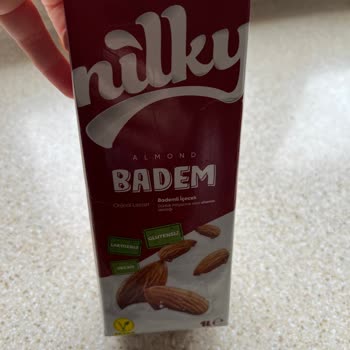 nilky
ALMOND
BADEM
Bademli İçecek
LAKTOZSUZ
GLUTENSİZ
VEGAN
1L e